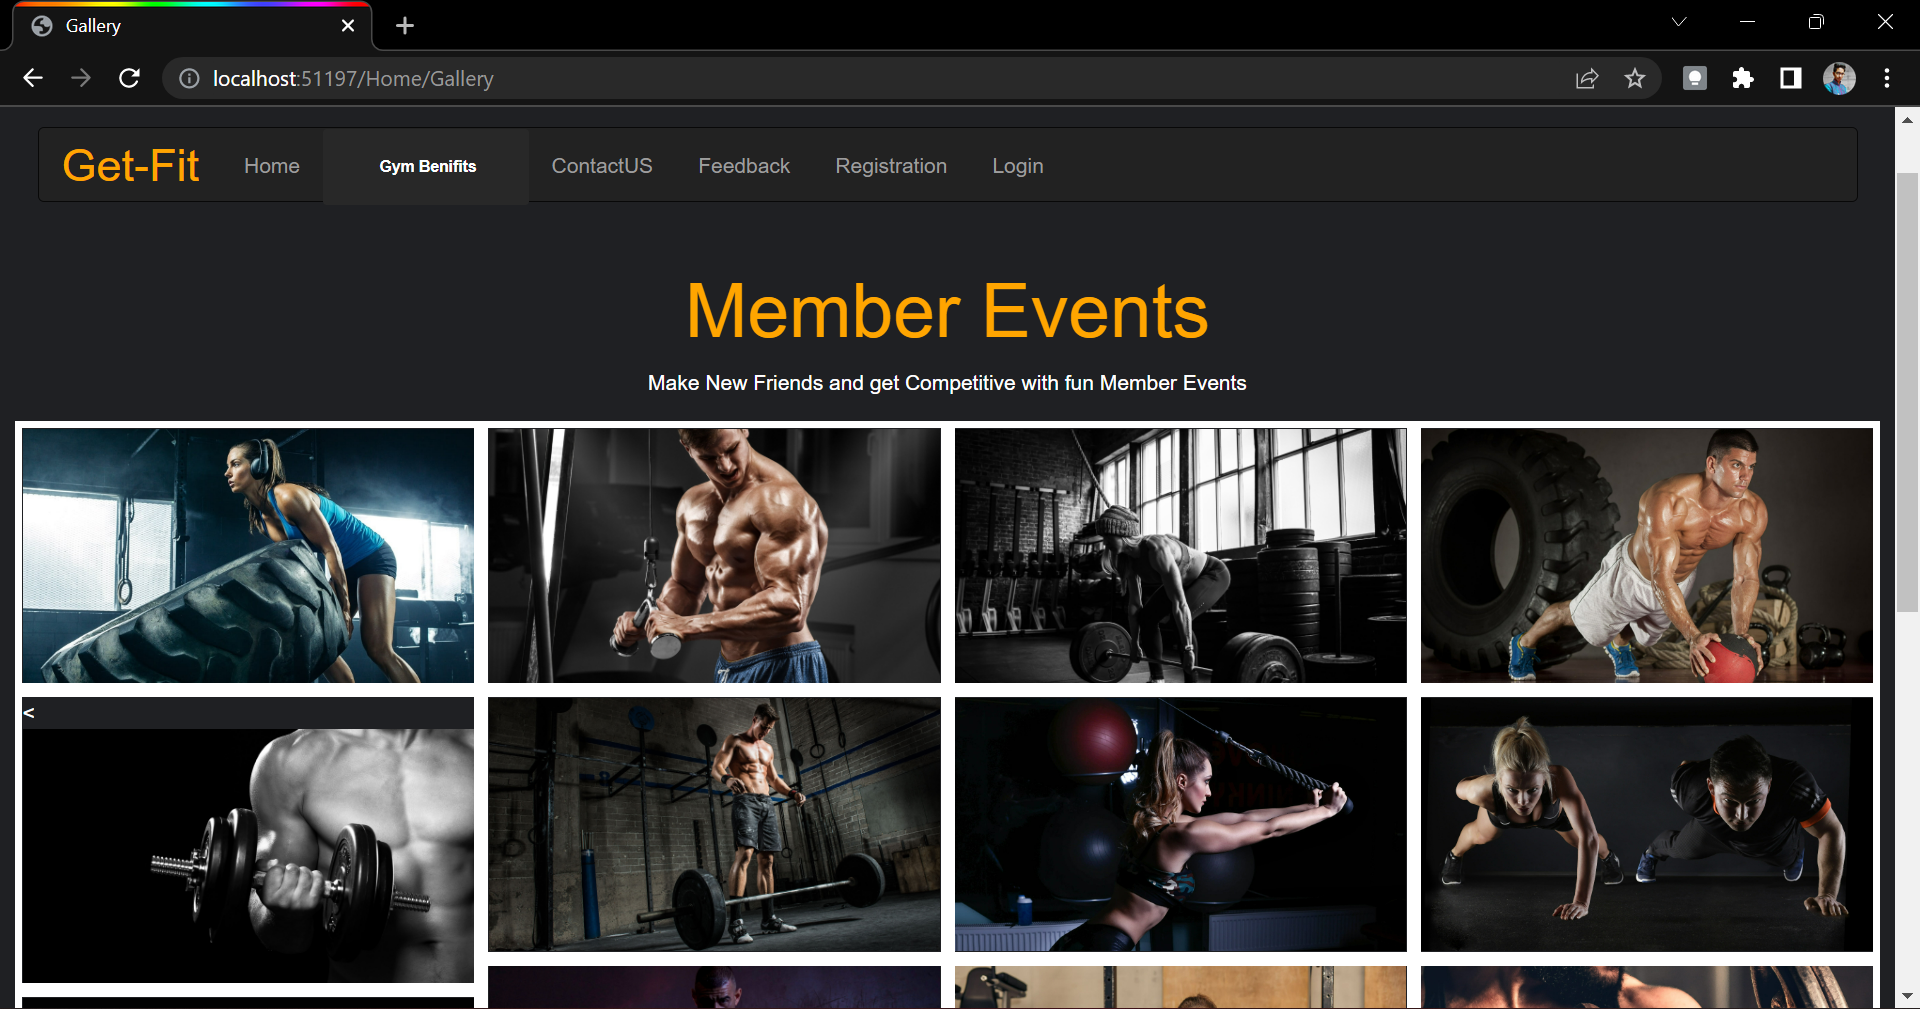 Gallery
localhost:51197/Home/Gallery
Get-Fit Home Gym Benifits ContactUS Feedback Registration Login
Member Events
Make New Friends and get Competitive with fun Member Events
<